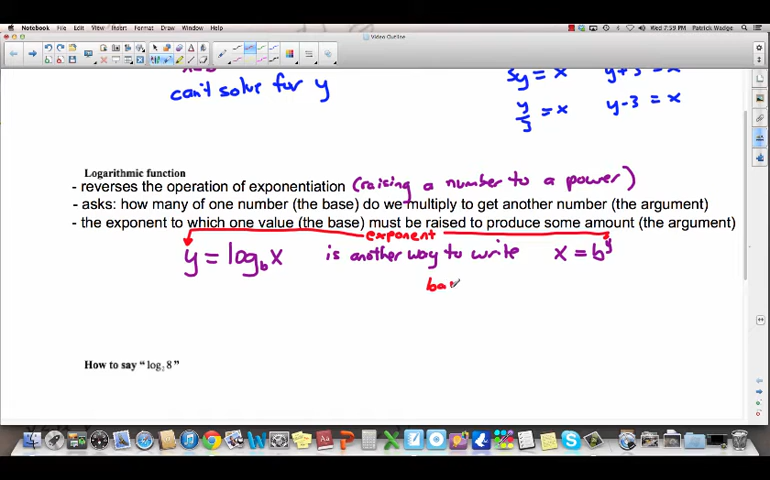 Notebook File Edit View Insert Format Draw Window Help Wed 7:59 PM Patrick Wadge
Video Outline
can't solve for y
5y = x y+3 = x
y/5 = x y-3 = x
Logarithmic function
- reverses the operation of exponentiation (raising a number to a power)
- asks: how many of one number (the base) do we multiply to get another number (the argument)
- the exponent to which one value (the base) must be raised to produce some amount (the argument)
exponent
y = log_b x is another way to write x = b^y
bas
How to say "log₂ 8"